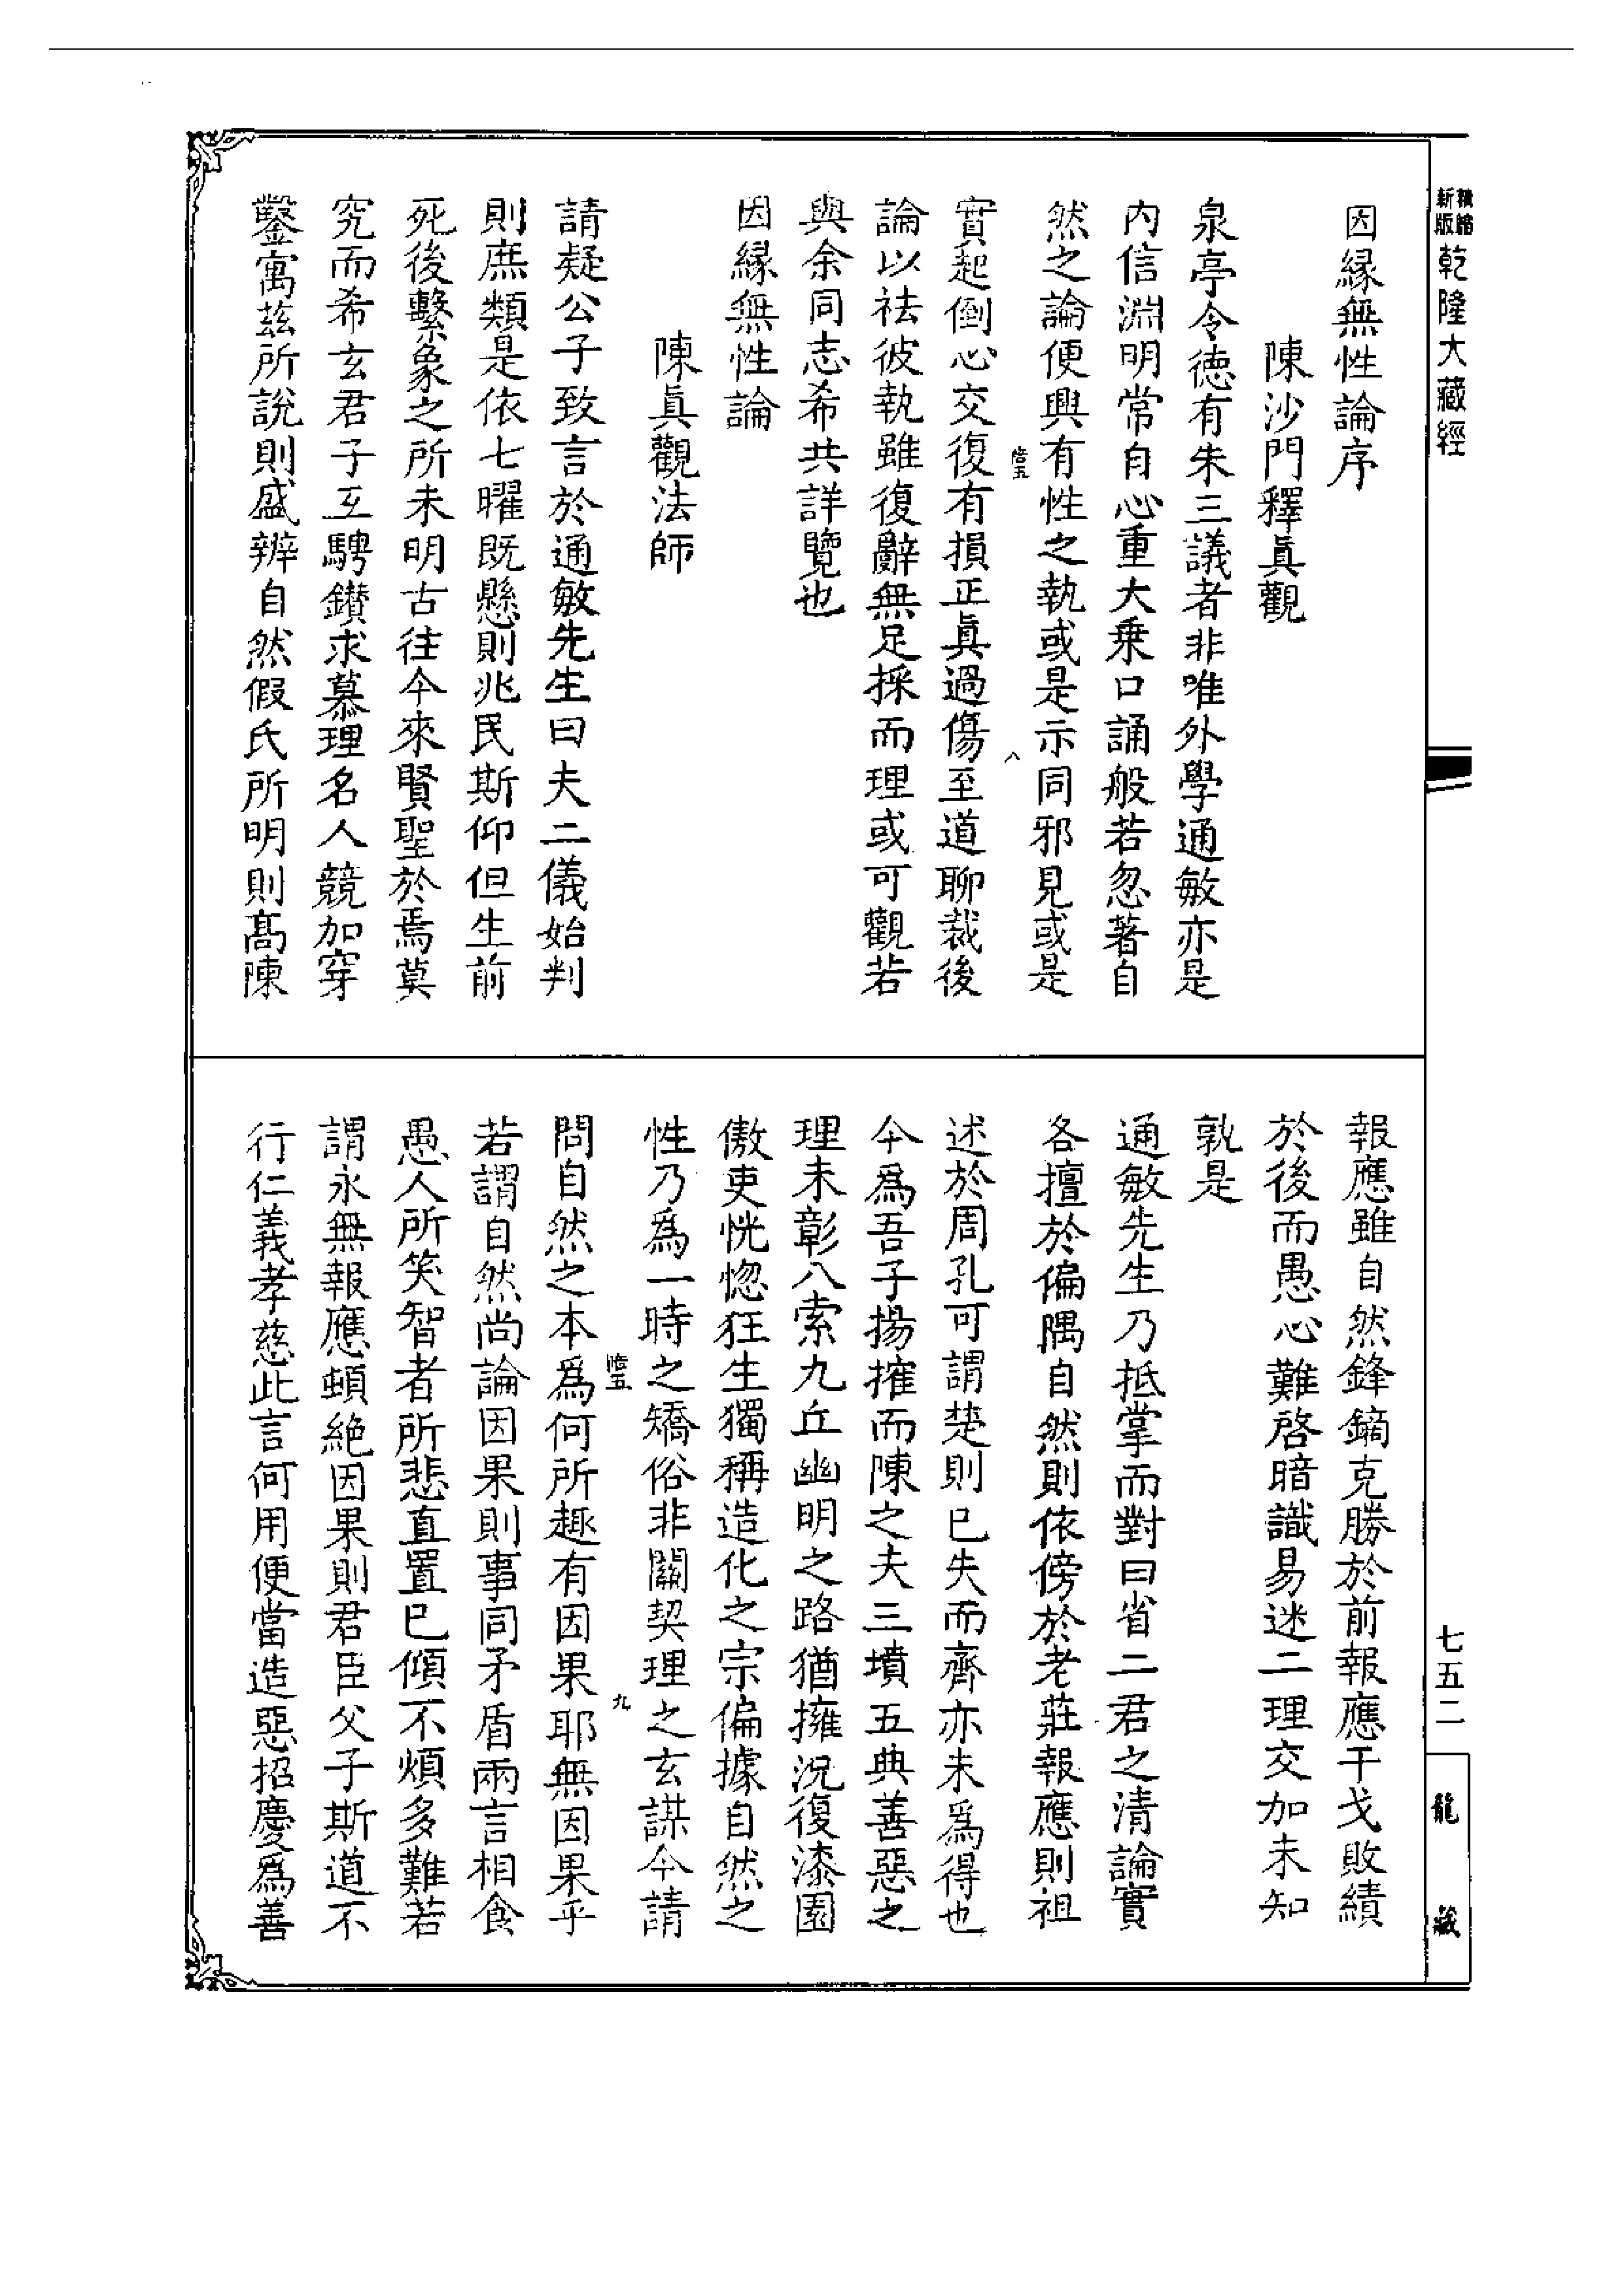 新版
乾隆大藏經
因緣無性論序
陳沙門釋眞觀
泉亭令德有朱三議者非唯外學通敏亦是
内信淵明常自心重大乗口誦般若忽著自
然之論便興有性之執或是示同邪見或是
實起倒心交復有損正眞過傷至道聊裁後
論以祛彼執雖復辭無足採而理或可觀若
與余同志希共詳覽也
因緣無性論
陳眞觀法師
請疑公子致言於通敏先生曰夫二儀始判
則庶類是依七曜既懸則兆民斯仰但生前
死後繫象之所未明古往今來賢聖於焉莫
究而希玄君子互騁鑚求慕理名人競加穿
鑿寓茲所說則盛辨自然假氏所明則髙陳
八
報應雖自然鋒鏑克勝於前報應干戈敗績
於後而愚心難啓暗識易迷二理交加未知
孰是
通敏先生乃抵掌而對曰省二君之清論實
各擅於偏隅自然則依傍於老莊報應則祖
述於周孔可謂楚則已失而齊亦未爲得也
今爲吾子揚搉而陳之夫三墳五典善惡之
理未彰八索九丘幽明之路猶擁況復漆園
傲吏恍惚狂生獨稱造化之宗偏據自然之
性乃爲一時之矯俗非關契理之玄謀今請
問自然之本爲何所趣有因果耶無因果乎
若謂自然尚論因果則事同矛盾兩言相食
愚人所笑智者所悲直置已傾不煩多難若
謂永無報應頓絕因果則君臣父子斯道不
行仁義孝慈此言何用便當造惡招慶爲善
九
七五二
龍藏